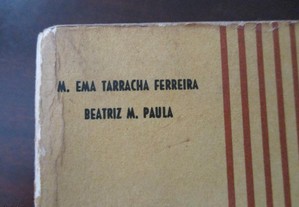 M. EMA TARRACHA FERREIRA
BEATRIZ M. PAULA